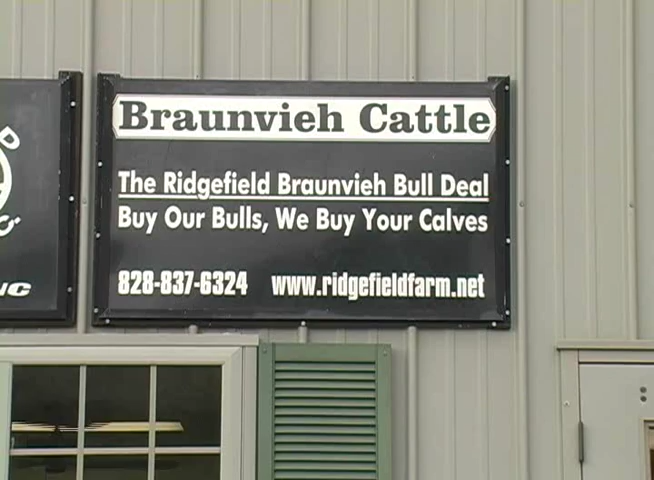 Braunvieh Cattle
The Ridgefield Braunvieh Bull Deal
Buy Our Bulls, We Buy Your Calves
828-837-6324 www.ridgefieldfarm.net